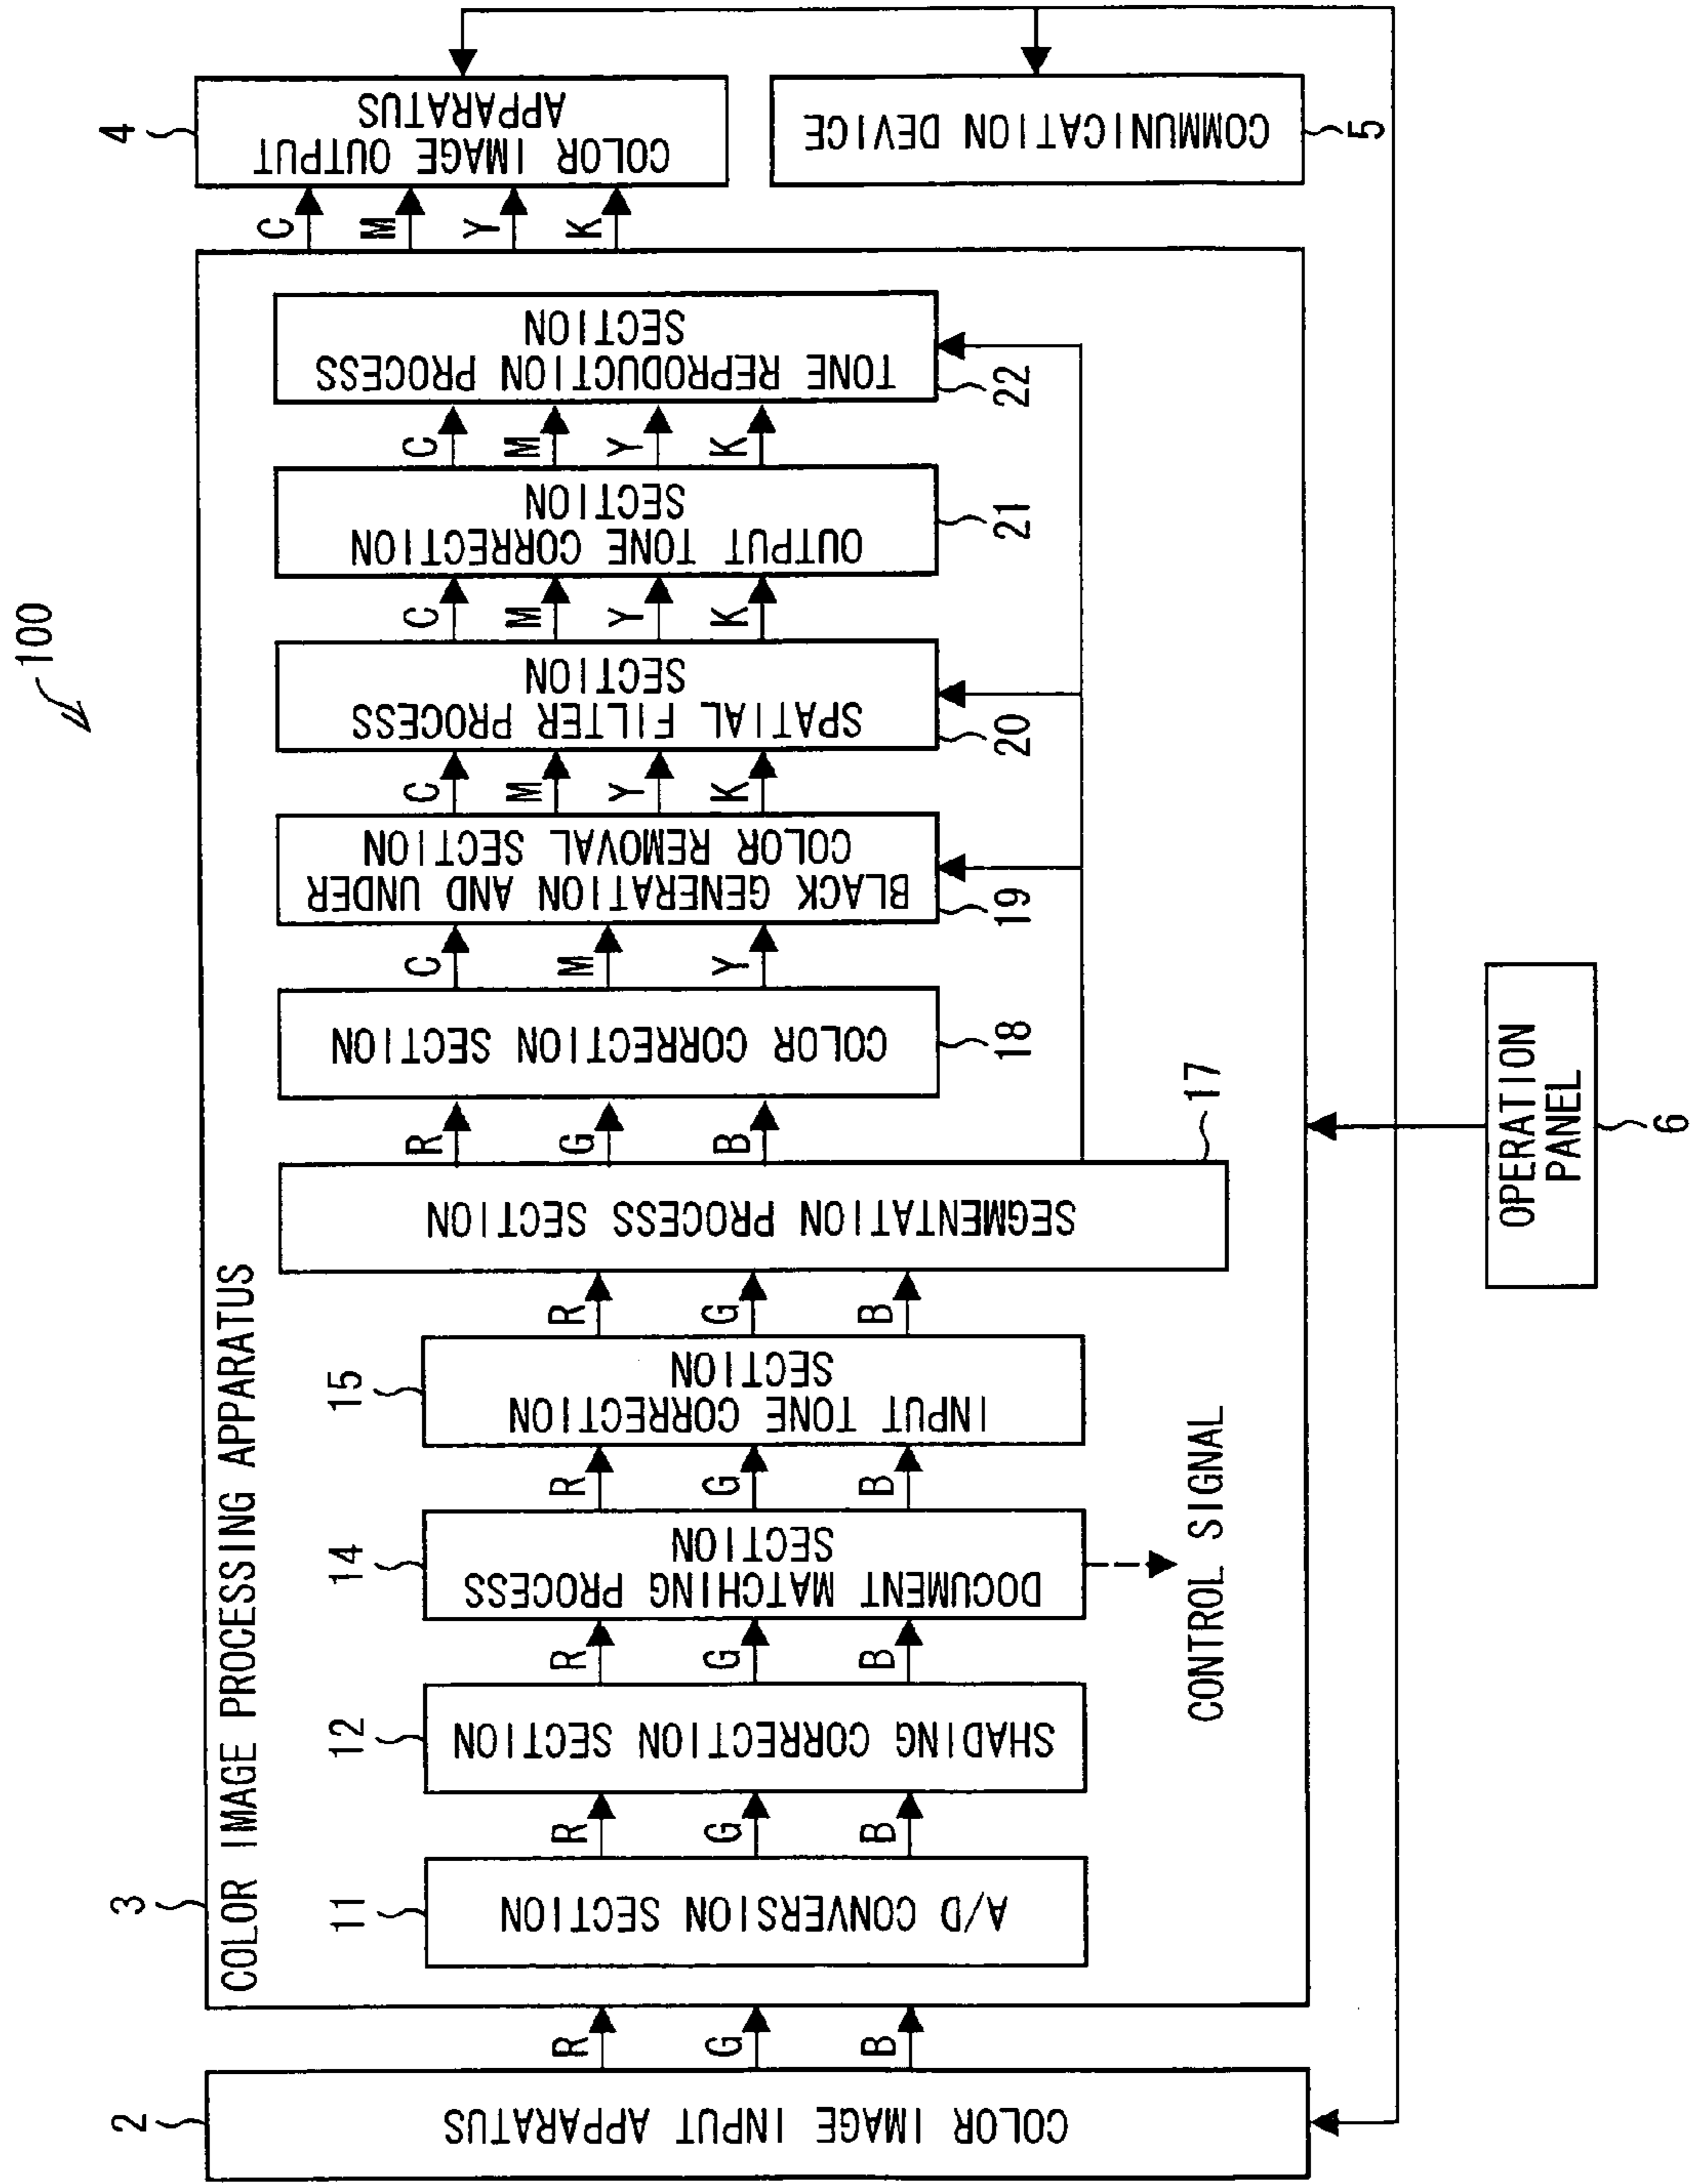 100
3
COLOR IMAGE PROCESSING APPARATUS
2
COLOR IMAGE INPUT APPARATUS
R
G
B
11
A/D CONVERSION SECTION
R
G
B
12
SHADING CORRECTION SECTION
R
G
B
14
DOCUMENT MATCHING PROCESS
SECTION
CONTROL SIGNAL
R
G
B
15
INPUT TONE CORRECTION
SECTION
R
G
B
SEGMENTATION PROCESS SECTION
17
R
G
B
COLOR CORRECTION SECTION
18
C
M
Y
BLACK GENERATION AND UNDER
COLOR REMOVAL SECTION
19
C
M
Y
K
SPATIAL FILTER PROCESS
SECTION
20
C
M
Y
K
OUTPUT TONE CORRECTION
SECTION
21
C
M
Y
K
TONE REPRODUCTION PROCESS
SECTION
22
C
M
Y
K
4
COLOR IMAGE OUTPUT
APPARATUS
COMMUNICATION DEVICE
5
OPERATION
PANEL
6